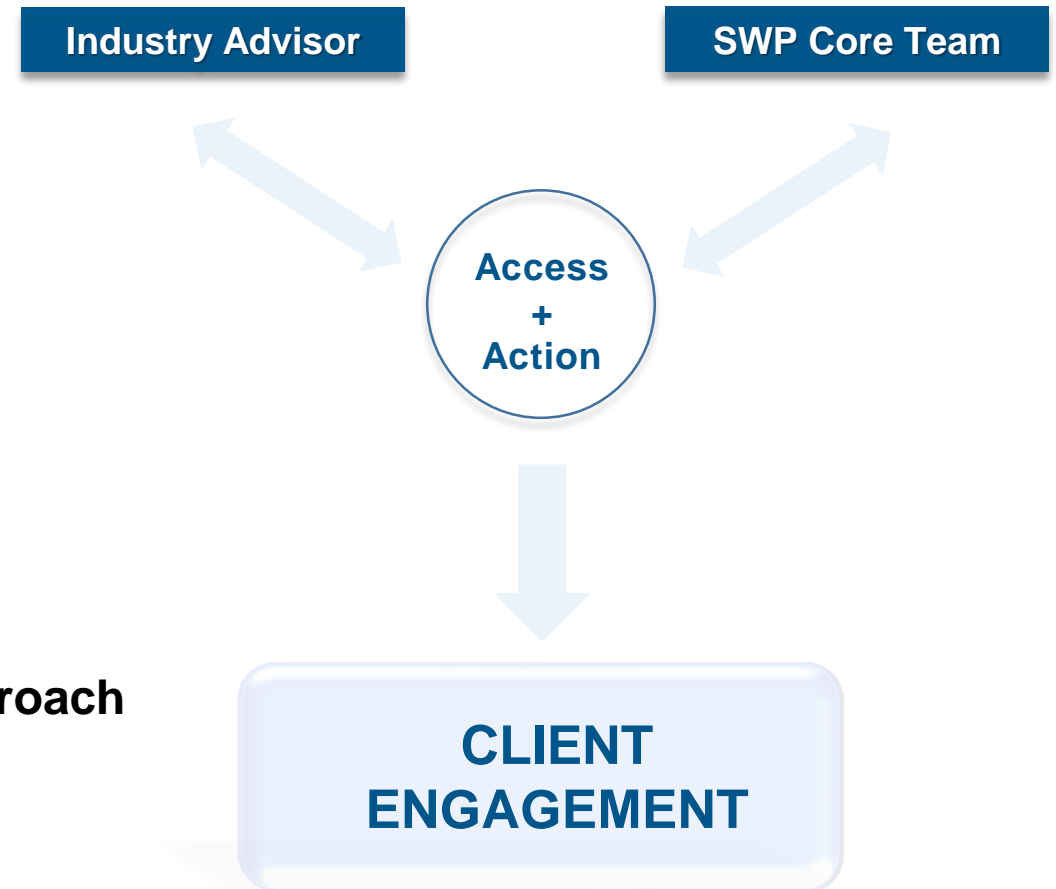 Industry Advisor
SWP Core Team
Access
+
Action
roach
CLIENT
ENGAGEMENT